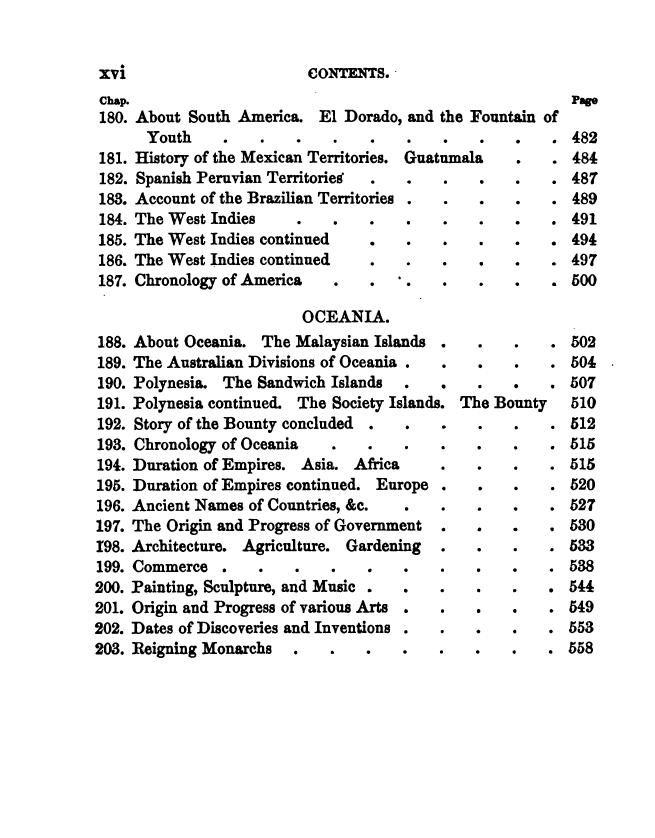 xvi CONTENTS.
Chap. Page
180. About South America. El Dorado, and the Fountain of
Youth . . . . . . . . . . 482
181. History of the Mexican Territories. Guatumala . . 484
182. Spanish Peruvian Territories . . . . . . 487
183. Account of the Brazilian Territories . . . . . 489
184. The West Indies . . . . . . . . 491
185. The West Indies continued . . . . . . 494
186. The West Indies continued . . . . . . 497
187. Chronology of America . . . . . . . 500
OCEANIA.
188. About Oceania. The Malaysian Islands . . . . 502
189. The Australian Divisions of Oceania . . . . . 504
190. Polynesia. The Sandwich Islands . . . . . 507
191. Polynesia continued. The Society Islands. The Bounty 510
192. Story of the Bounty concluded . . . . . . 512
193. Chronology of Oceania . . . . . . . 515
194. Duration of Empires. Asia. Africa . . . . 515
195. Duration of Empires continued. Europe . . . . 520
196. Ancient Names of Countries, &c. . . . . . 527
197. The Origin and Progress of Government . . . . 530
198. Architecture. Agriculture. Gardening . . . . 533
199. Commerce . . . . . . . . . . 538
200. Painting, Sculpture, and Music . . . . . . 544
201. Origin and Progress of various Arts . . . . . 549
202. Dates of Discoveries and Inventions . . . . . 553
203. Reigning Monarchs . . . . . . . . 558